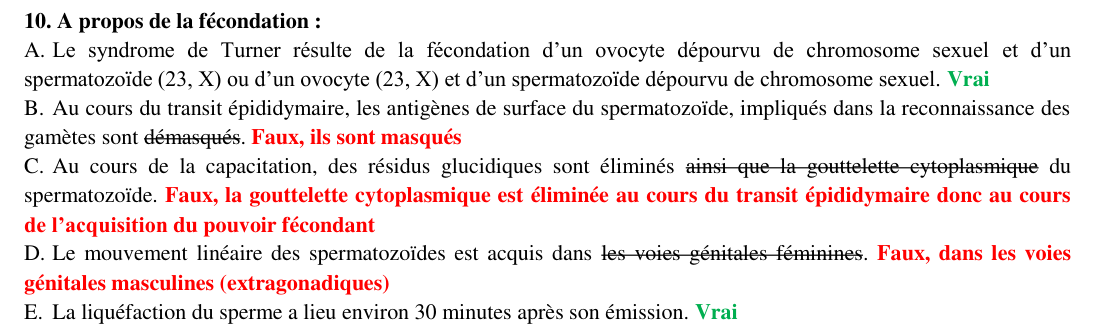 10. A propos de la fécondation :
A. Le syndrome de Turner résulte de la fécondation d'un ovocyte dépourvu de chromosome sexuel et d'un
spermatozoïde (23, X) ou d'un ovocyte (23, X) et d'un spermatozoïde dépourvu de chromosome sexuel. Vrai
B. Au cours du transit épididymaire, les antigènes de surface du spermatozoïde, impliqués dans la reconnaissance des
gamètes sont démasqués. Faux, ils sont masqués
C. Au cours de la capacitation, des résidus glucidiques sont éliminés ainsi que la gouttelette cytoplasmique du
spermatozoïde. Faux, la gouttelette cytoplasmique est éliminée au cours du transit épididymaire donc au cours
de l'acquisition du pouvoir fécondant
D. Le mouvement linéaire des spermatozoïdes est acquis dans les voies génitales féminines. Faux, dans les voies
génitales masculines (extragonadiques)
E. La liquéfaction du sperme a lieu environ 30 minutes après son émission. Vrai